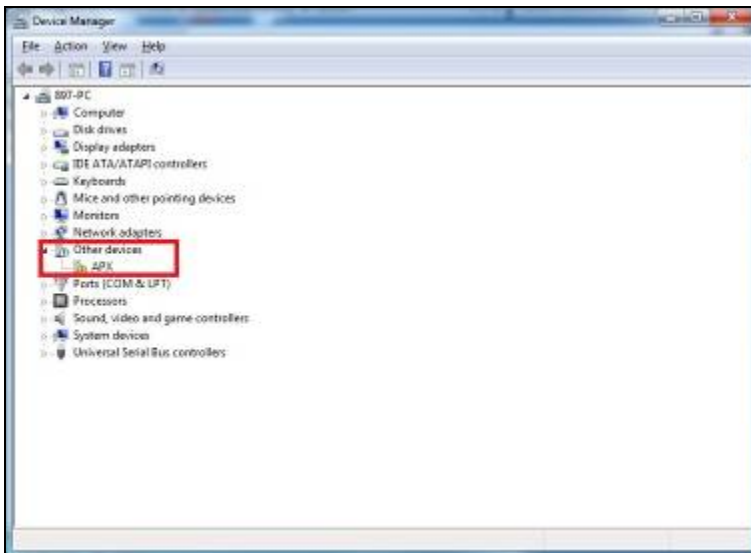 Device Manager
File Action View Help
897-PC
Computer
Disk drives
Display adapters
IDE ATA/ATAPI controllers
Keyboards
Mice and other pointing devices
Monitors
Network adapters
Other devices
APX
Ports (COM & LPT)
Processors
Sound, video and game controllers
System devices
Universal Serial Bus controllers